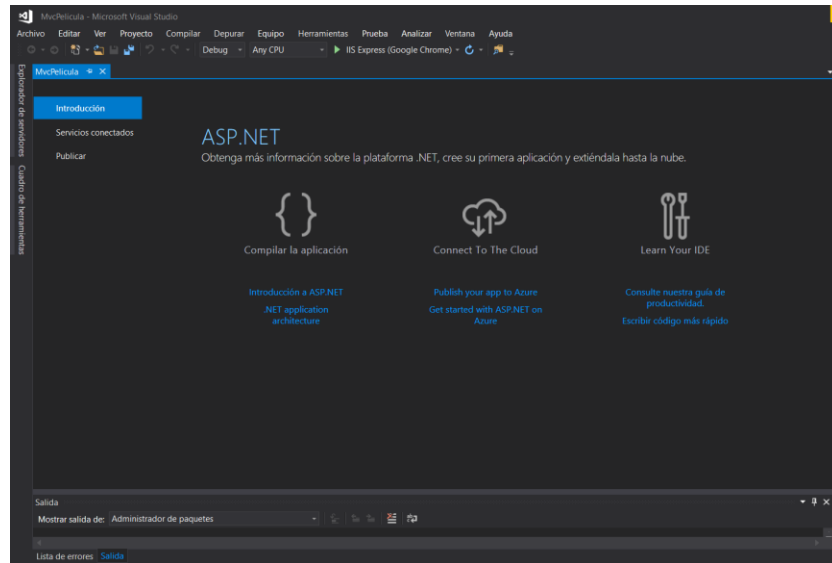 MvcPelicula - Microsoft Visual Studio
Archivo Editar Ver Proyecto Compilar Depurar Equipo Herramientas Prueba Analizar Ventana Ayuda
Debug Any CPU IIS Express (Google Chrome)
Explorador de servidores
Cuadro de herramientas
MvcPelicula
Introducción
Servicios conectados
Publicar
ASP.NET
Obtenga más información sobre la plataforma .NET, cree su primera aplicación y extiéndala hasta la nube.
Compilar la aplicación
Introducción a ASP.NET
.NET application
architecture
Connect To The Cloud
Publish your app to Azure
Get started with ASP.NET on
Azure
Learn Your IDE
Consulte nuestra guía de
productividad.
Escribir código más rápido
Salida
Mostrar salida de: Administrador de paquetes
Lista de errores Salida